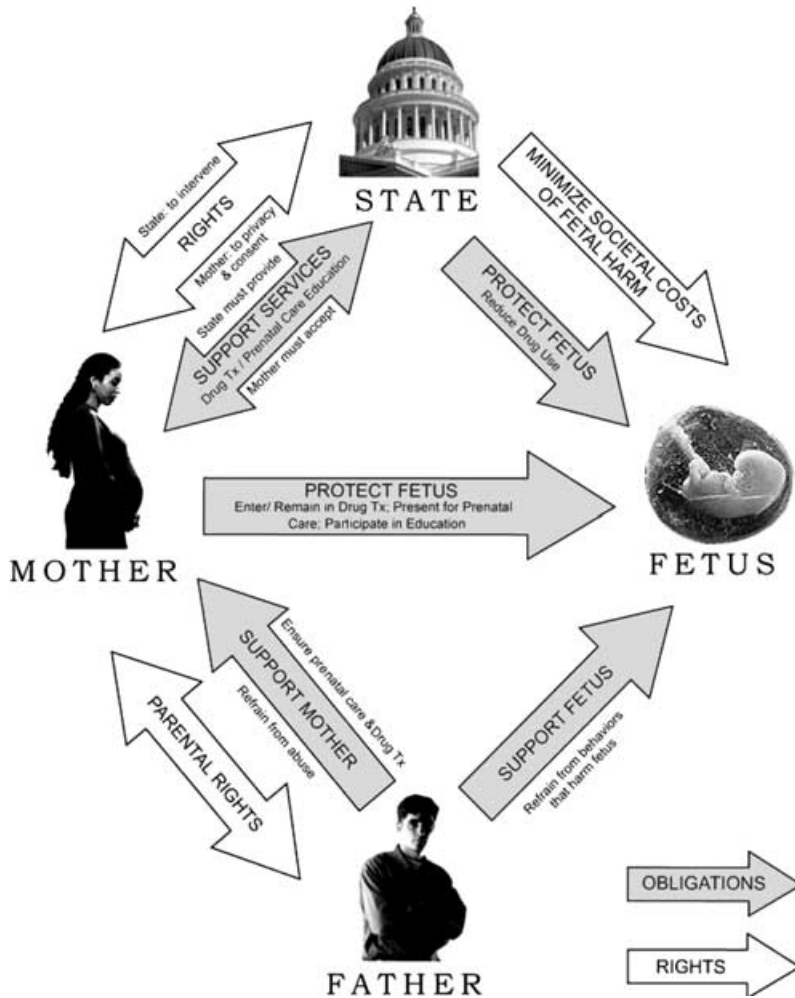 STATE
State: to intervene
RIGHTS
Mother: to privacy
& consent
State must provide
SUPPORT SERVICES
Drug Tx / Prenatal Care Education
Mother must accept
MINIMIZE SOCIETAL COSTS
OF FETAL HARM
PROTECT FETUS
Reduce Drug Use
MOTHER
PROTECT FETUS
Enter/ Remain in Drug Tx; Present for Prenatal
Care; Participate in Education
FETUS
Ensure prenatal care &Drug Tx
SUPPORT MOTHER
Refrain from abuse
PARENTAL RIGHTS
SUPPORT FETUS
Refrain from behaviors
that harm fetus
FATHER
OBLIGATIONS
RIGHTS